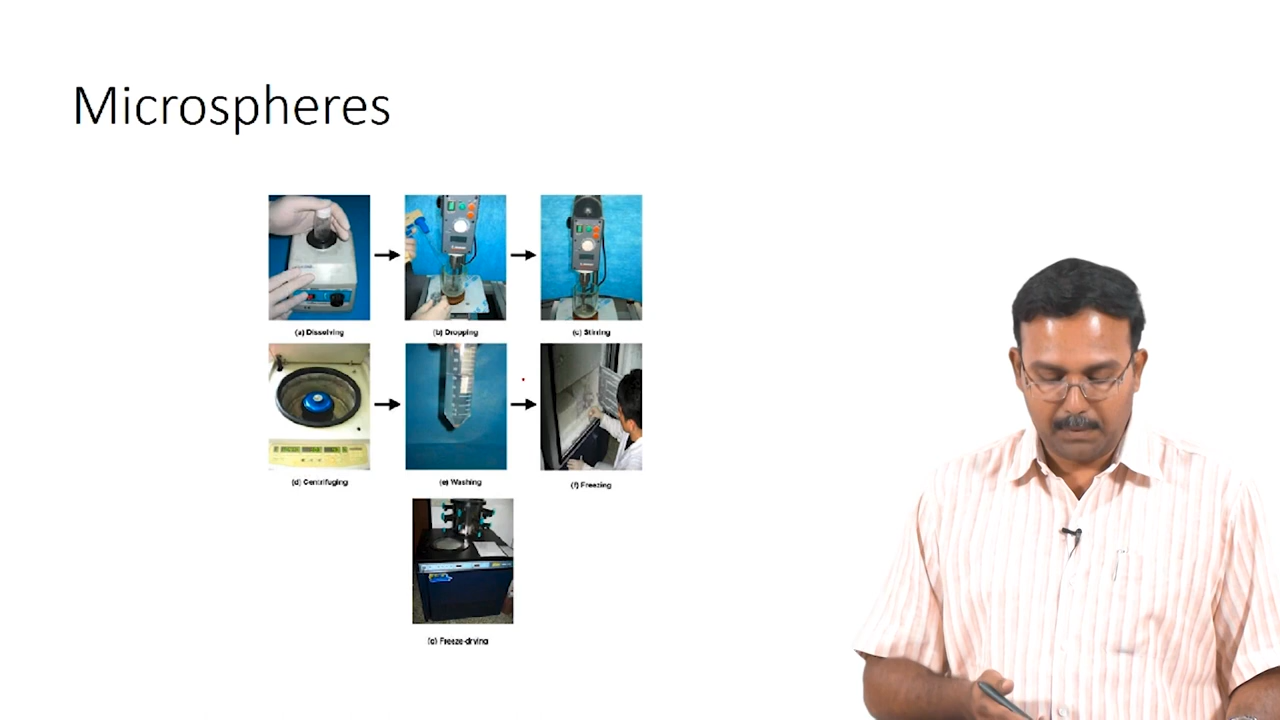 Microspheres
(a) Dissolving
(b) Dropping
(c) Stirring
(d) Centrifuging
(e) Washing
(f) Freezing
(g) Freeze-drying